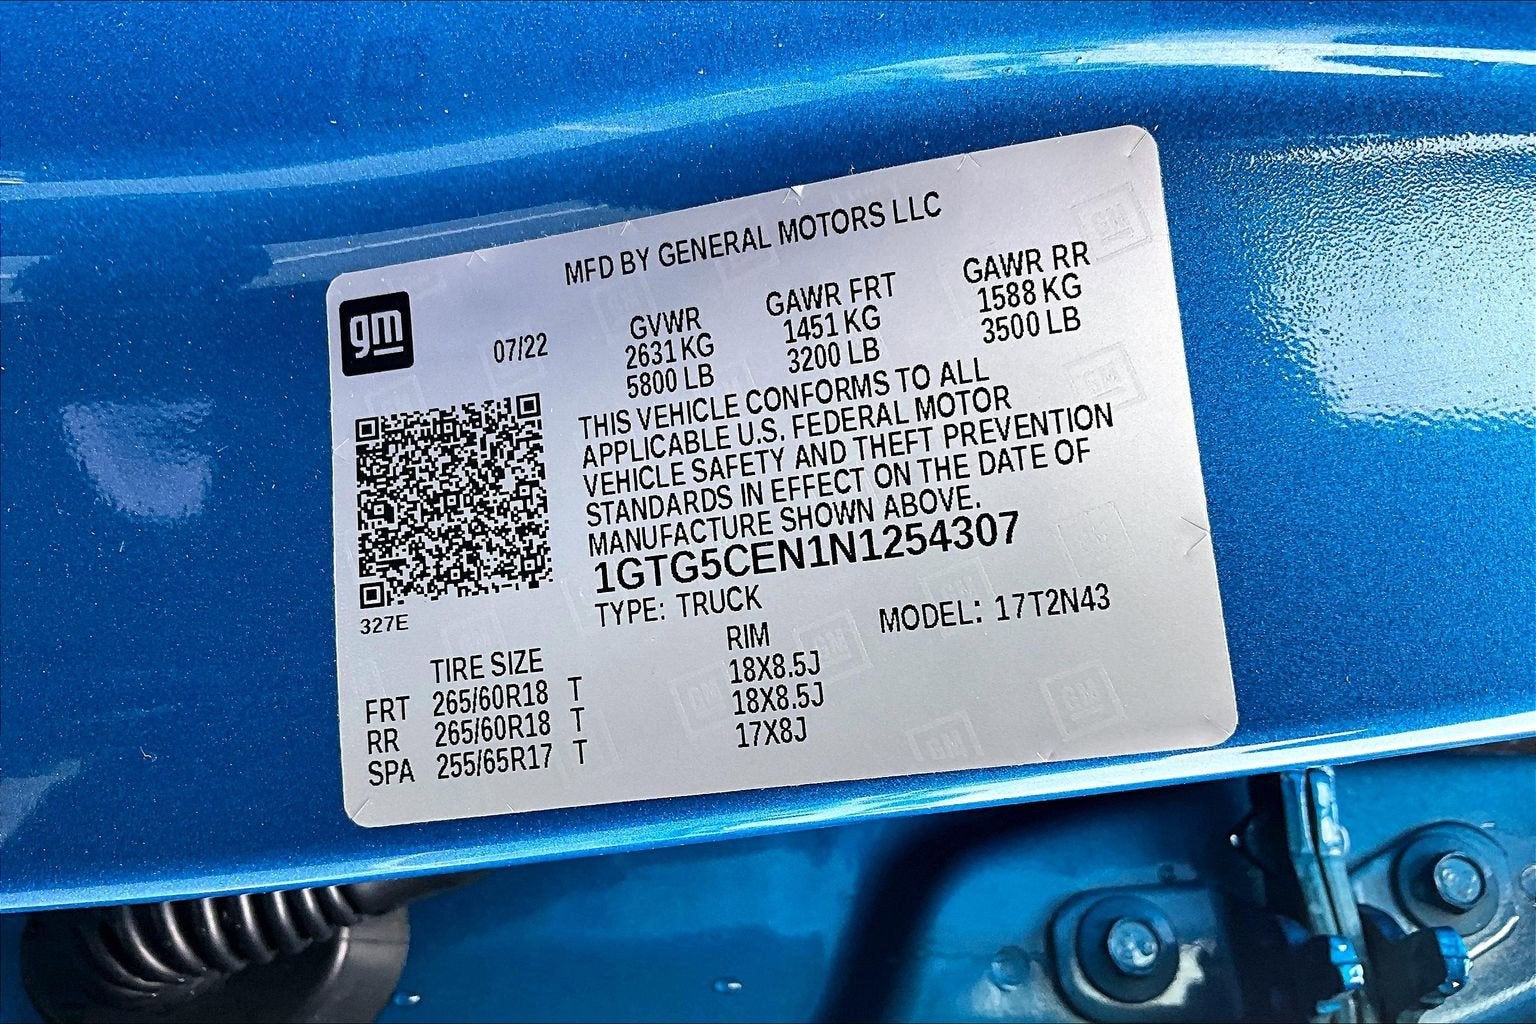 MFD BY GENERAL MOTORS LLC
gm
07/22
GVWR
2631 KG
5800 LB
GAWR FRT
1451 KG
3200 LB
GAWR RR
1588 KG
3500 LB
THIS VEHICLE CONFORMS TO ALL
APPLICABLE U.S. FEDERAL MOTOR
VEHICLE SAFETY AND THEFT PREVENTION
STANDARDS IN EFFECT ON THE DATE OF
MANUFACTURE SHOWN ABOVE.
1GTG5CEN1N1254307
TYPE: TRUCK
MODEL: 17T2N43
327E
TIRE SIZE RIM
FRT 265/60R18 T 18X8.5J
RR 265/60R18 T 18X8.5J
SPA 255/65R17 T 17X8J